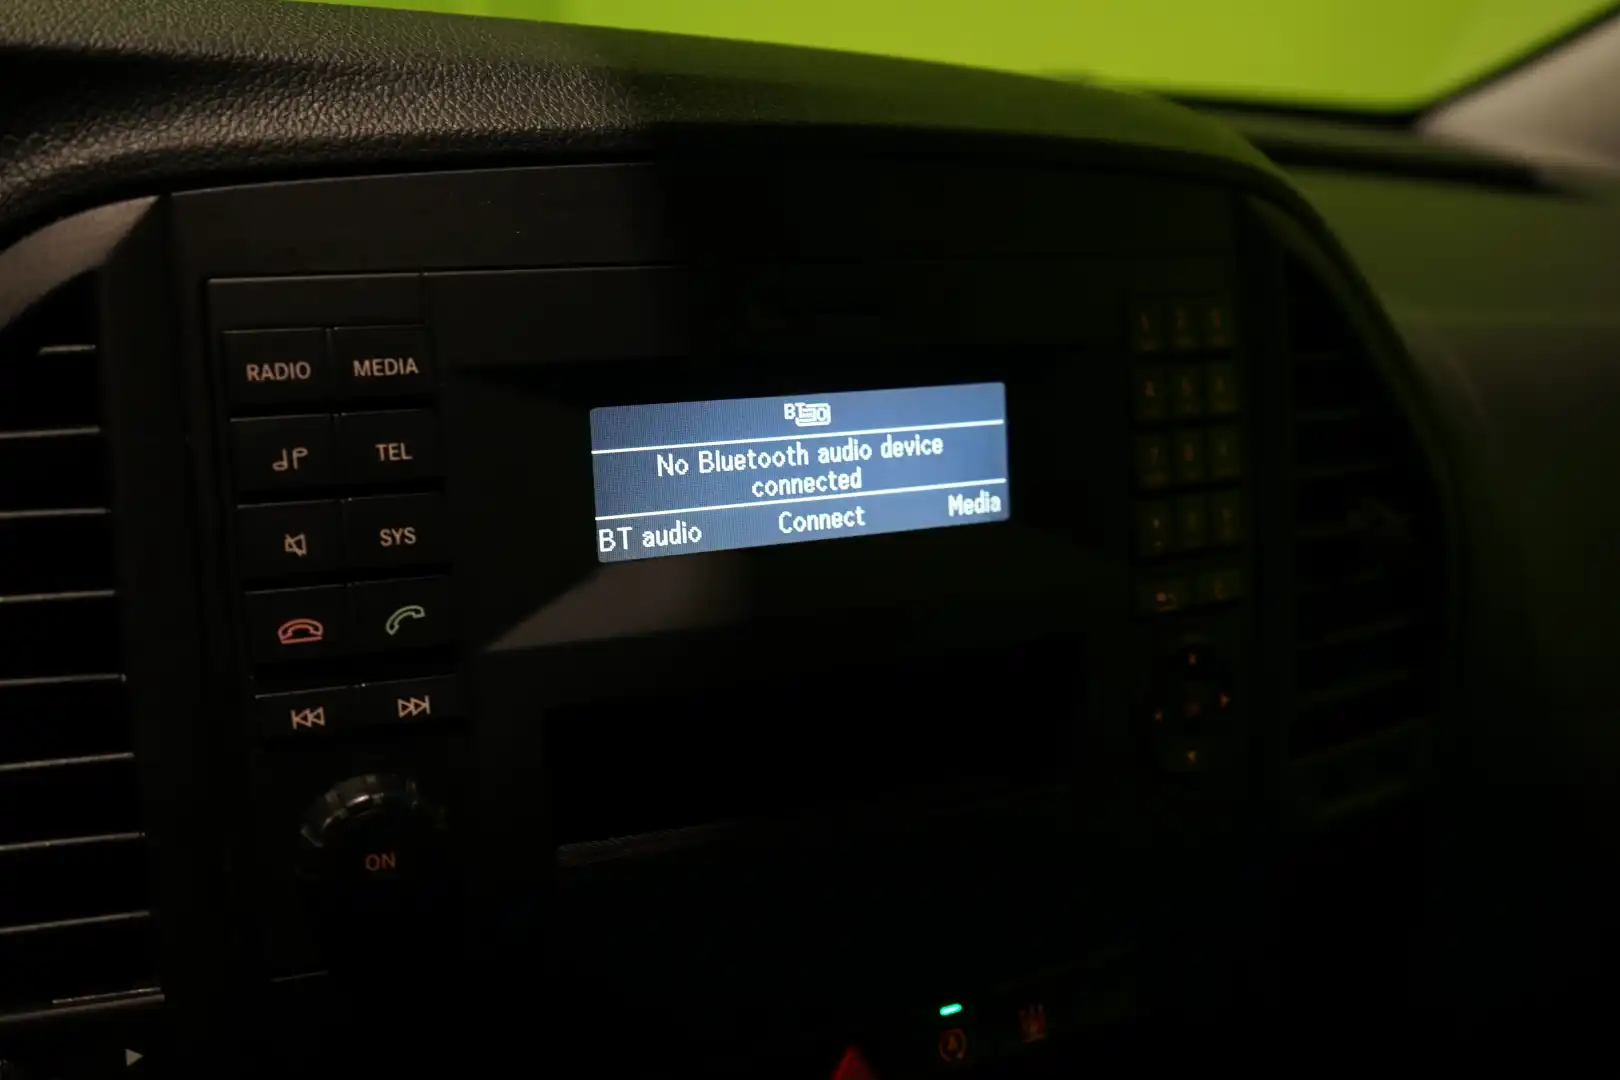 RADIO MEDIA
TEL
SYS
ON
BT
No Bluetooth audio device
connected
BT audio Connect Media